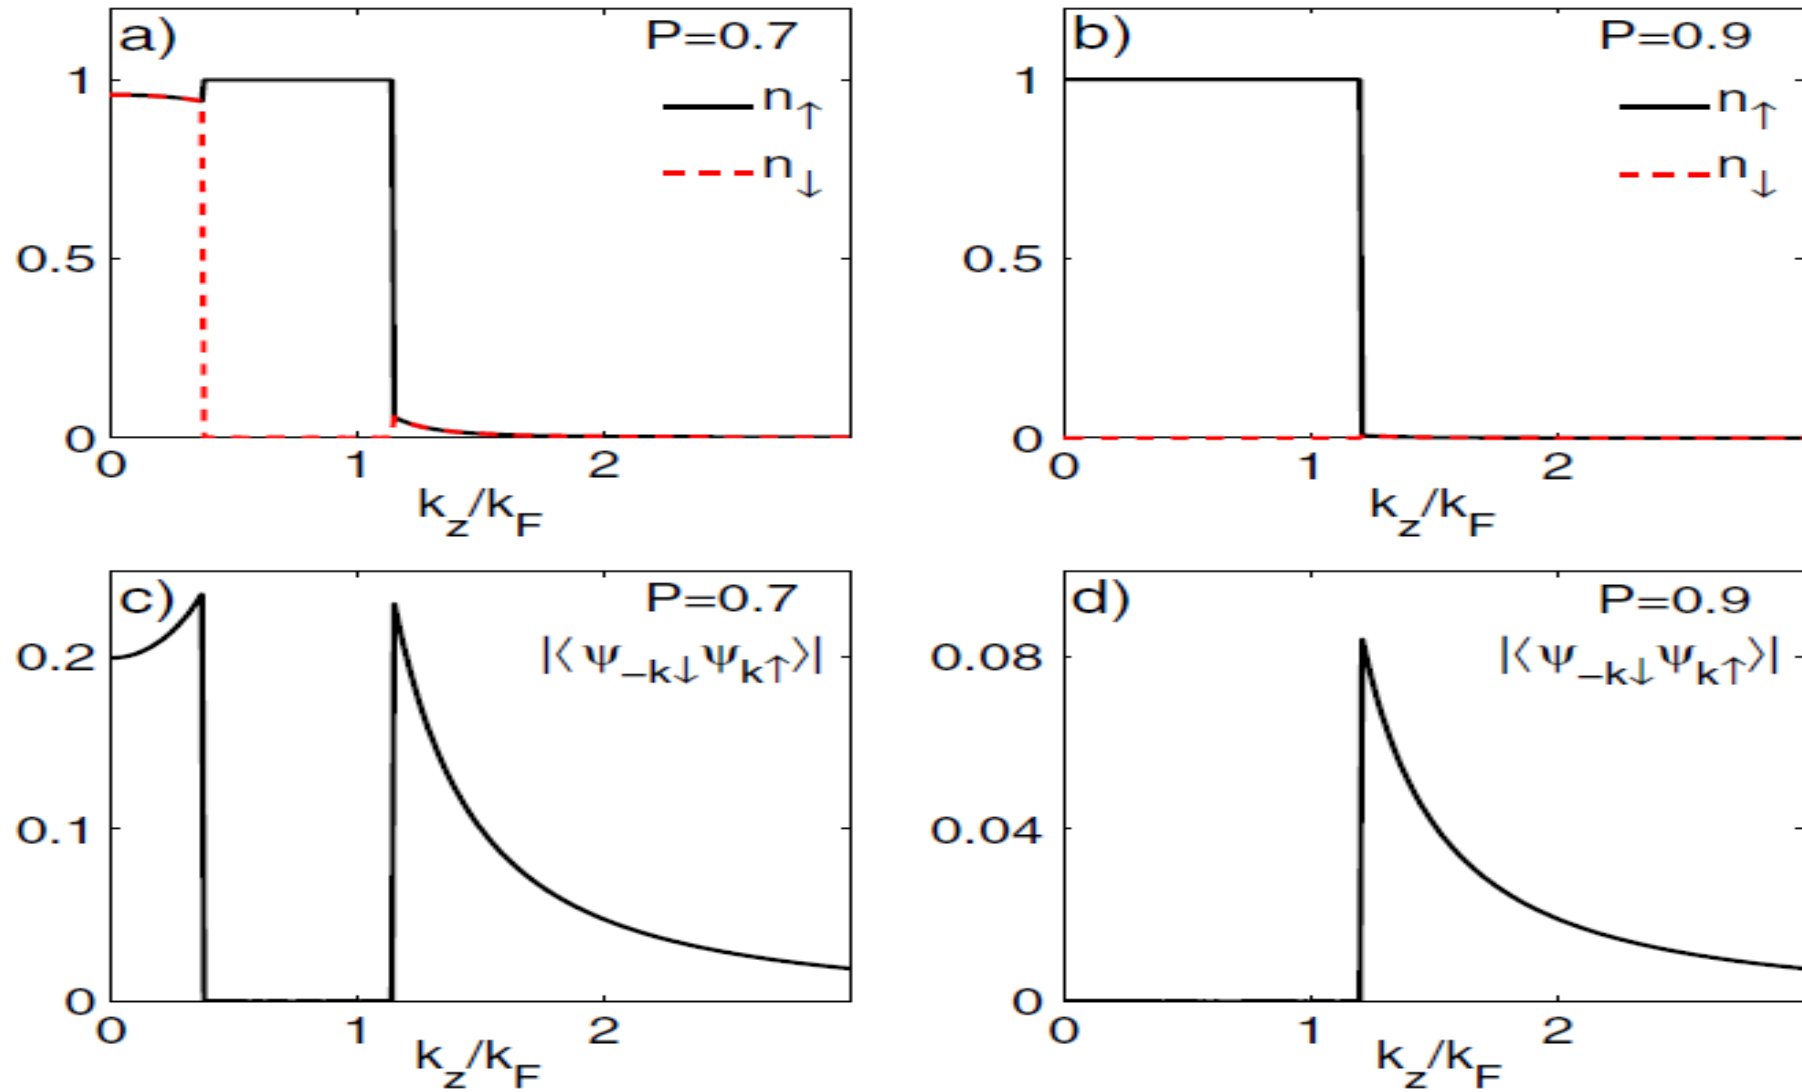 a) P=0.7
1
n↑
n↓
0.5
0
0 1 2
k_z/k_F
b) P=0.9
1
n↑
n↓
0.5
0
0 1 2
k_z/k_F
c) P=0.7
|⟨ψ_-k↓ ψ_k↑⟩|
0.2
0.1
0
0 1 2
k_z/k_F
d) P=0.9
|⟨ψ_-k↓ ψ_k↑⟩|
0.08
0.04
0
0 1 2
k_z/k_F